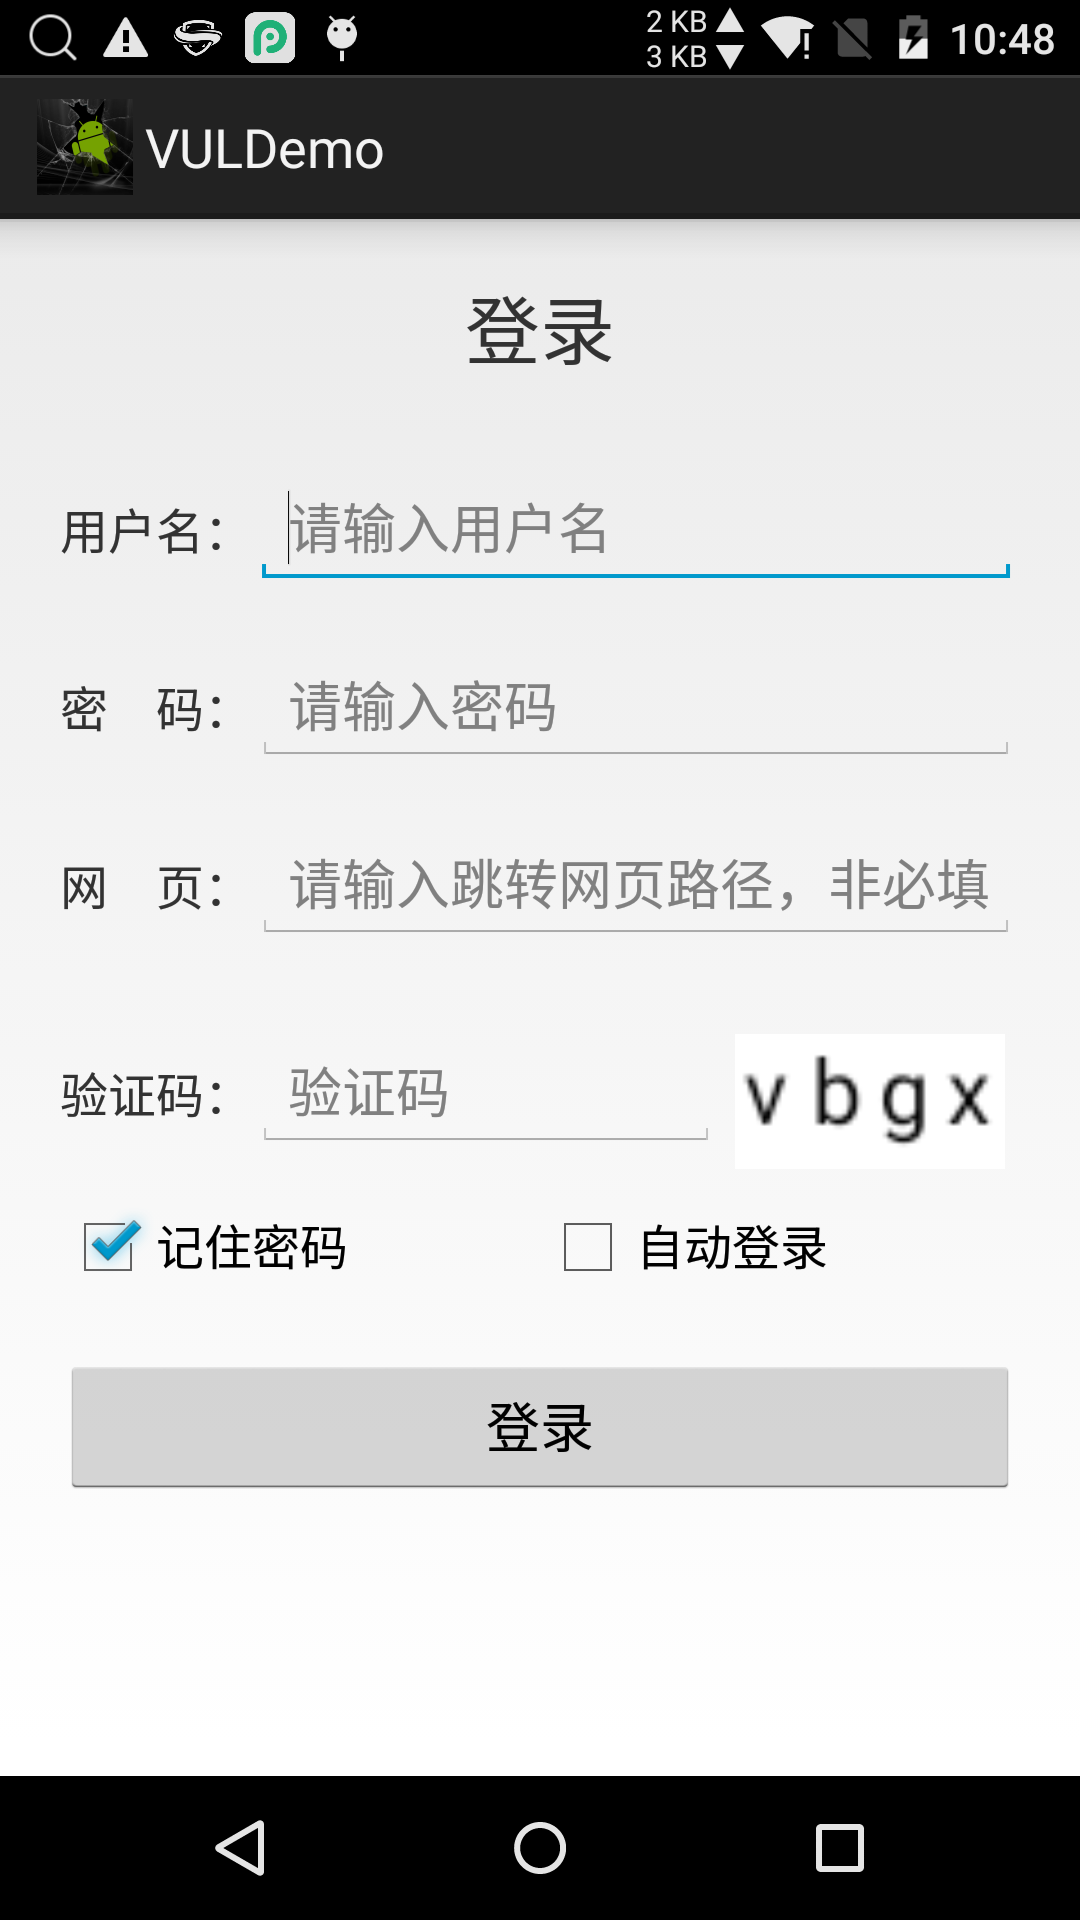 2 KB
3 KB
10:48
VULDemo
登录
用户名：
请输入用户名
密 码：
请输入密码
网 页：
请输入跳转网页路径，非必填
验证码：
验证码
v b g x
记住密码
自动登录
登录